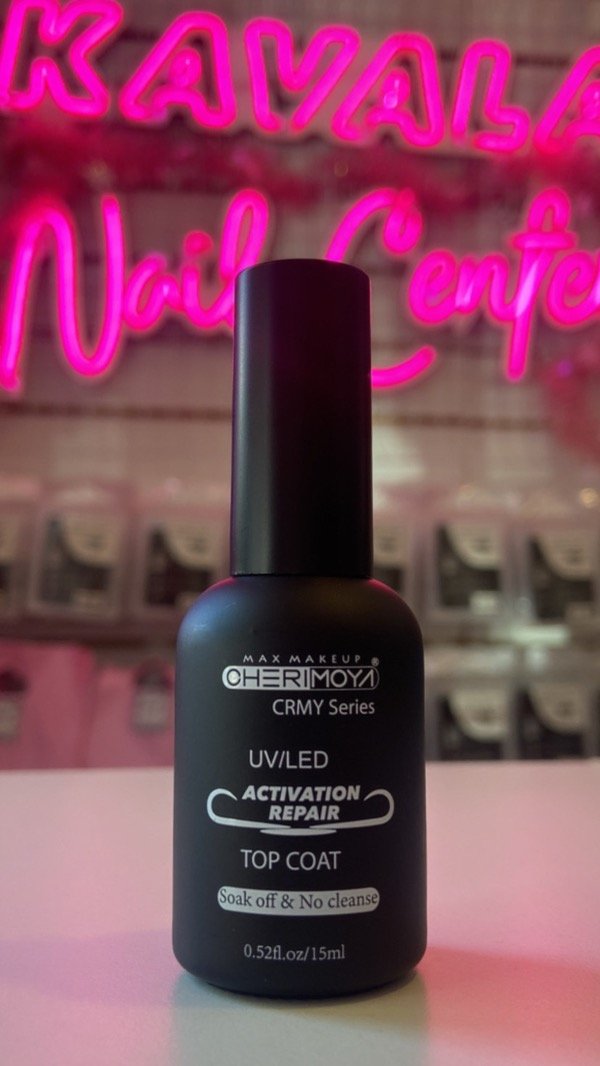 KAVALA
Nail Center
MAX MAKEUP
CHERIMOYA®
CRMY Series
UV/LED
ACTIVATION
REPAIR
TOP COAT
Soak off & No cleanse
0.52fl.oz/15ml